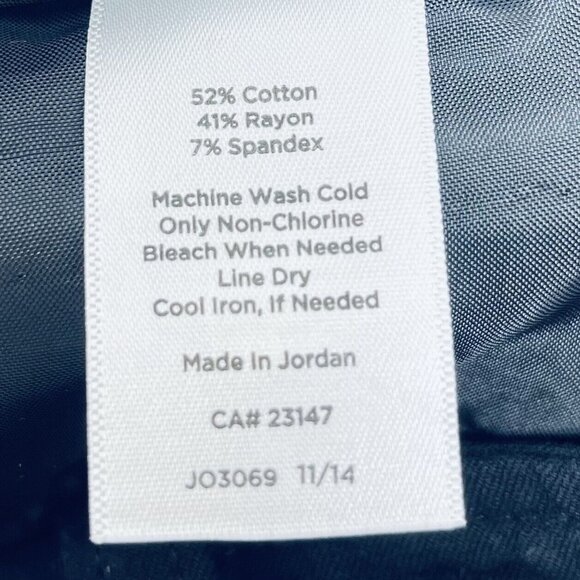 52% Cotton
41% Rayon
7% Spandex
Machine Wash Cold
Only Non-Chlorine
Bleach When Needed
Line Dry
Cool Iron, If Needed
Made In Jordan
CA# 23147
JO3069 11/14